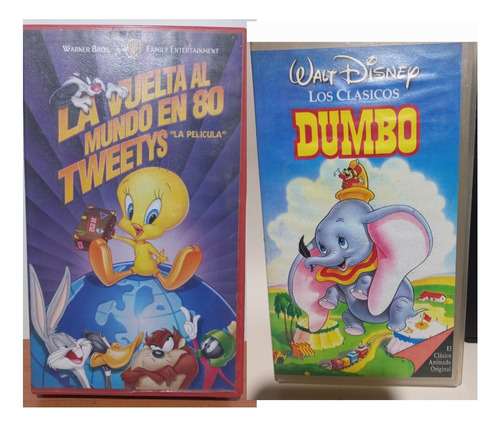 WARNER BROS. FAMILY ENTERTAINMENT
LA VUELTA AL
MUNDO EN 80
TWEETYS
"LA PELÍCULA"
WALT DISNEY
LOS CLASICOS
DUMBO
El
Clásico
Animado
Original